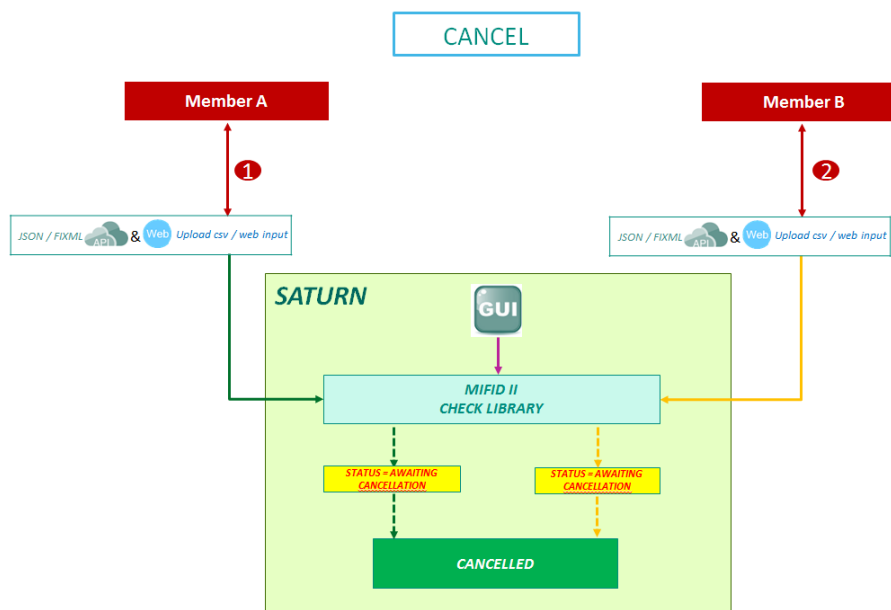 CANCEL
Member A
Member B
1
2
JSON / FIXML API & Web Upload csv / web input
JSON / FIXML API & Web Upload csv / web input
SATURN
GUI
MIFID II
CHECK LIBRARY
STATUS = AWAITING
CANCELLATION
STATUS = AWAITING
CANCELLATION
CANCELLED